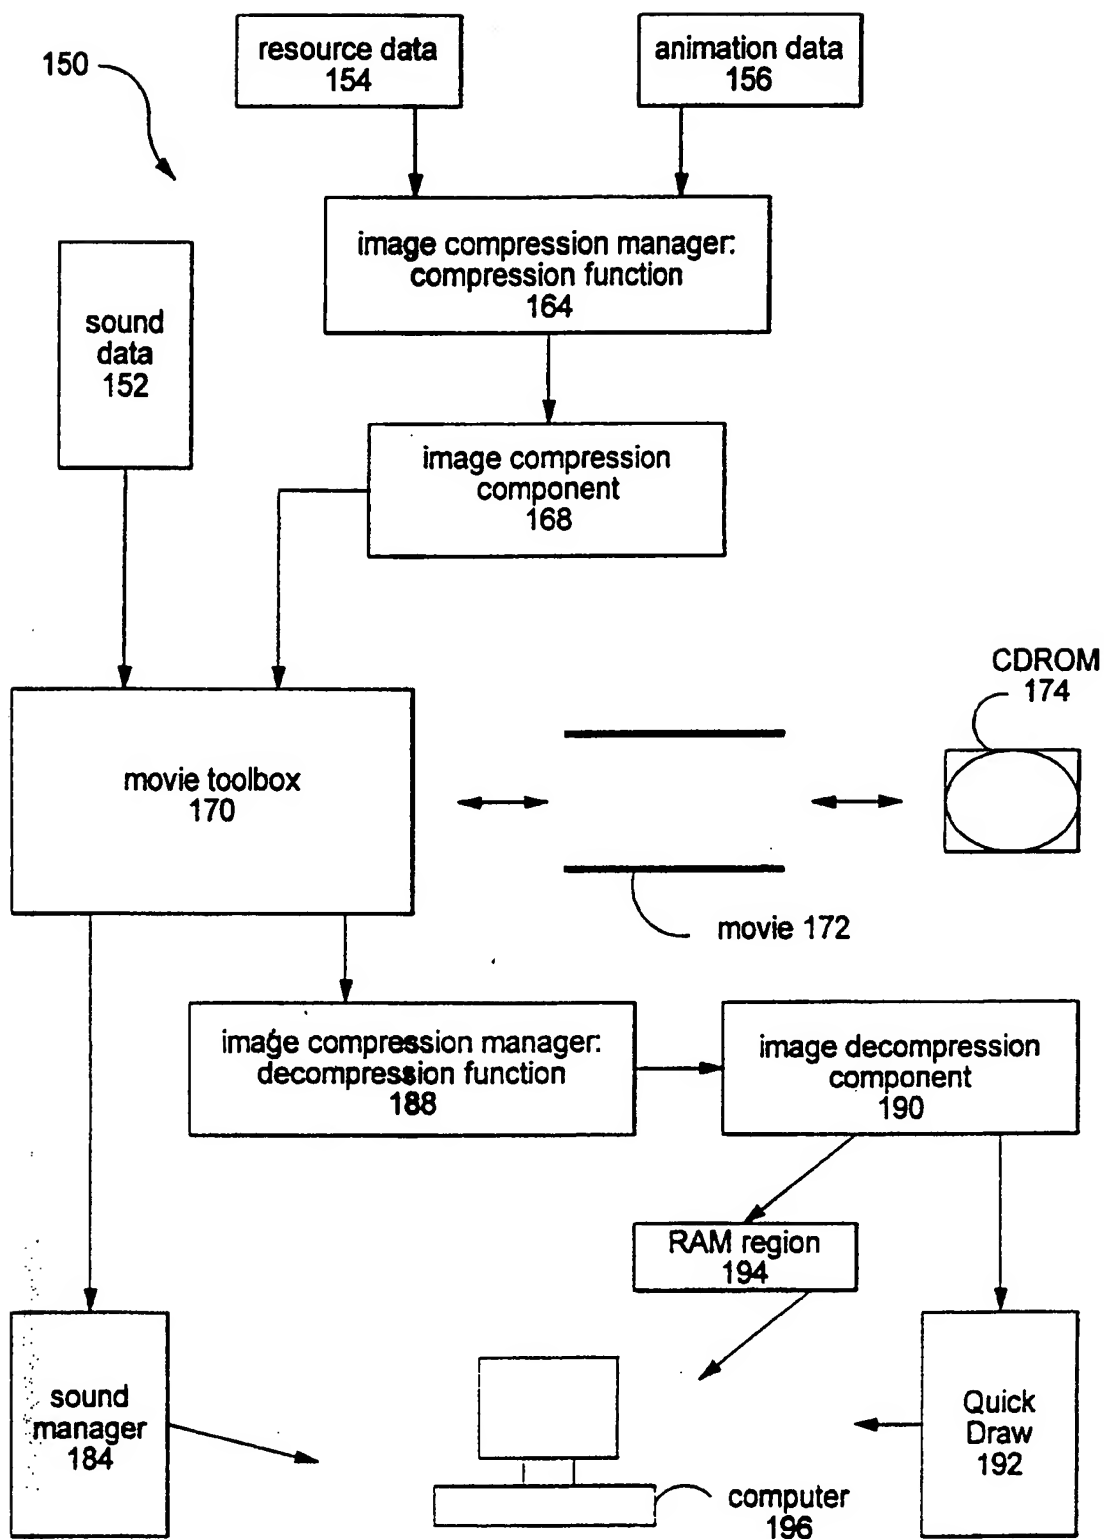 150
resource data
154
animation data
156
image compression manager:
compression function
164
sound
data
152
image compression
component
168
CDROM
174
movie toolbox
170
movie 172
image compression manager:
decompression function
188
image decompression
component
190
RAM region
194
sound
manager
184
Quick
Draw
192
computer
196